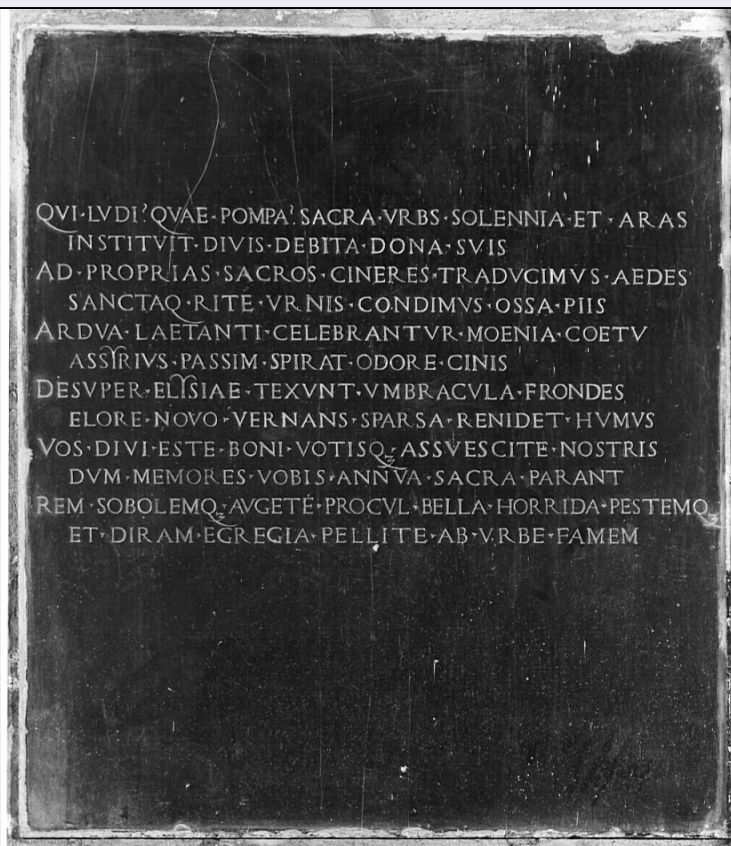 QVI·LVDI?QVAE·POMPA?SACRA·VRBS·SOLENNIA·ET·ARAS
INSTITVIT·DIVIS·DEBITA·DONA·SVIS
AD·PROPRIAS·SACROS·CINERES·TRADVCIMVS·AEDES
SANCTAQ·RITE·VRNIS·CONDIMVS·OSSA·PIIS
ARDVA·LAETANTI·CELEBRANTVR·MOENIA·COETV
ASSYRIVS·PASSIM·SPIRAT·ODORE·CINIS
DESVPER·ELYSIAE·TEXVNT·VMBRACVLA·FRONDES
ELORE·NOVO·VERNANS·SPARSA·RENIDET·HVMVS
VOS·DIVI·ESTE·BONI·VOTISQ;ASSVESCITE·NOSTRIS
DVM·MEMORES·VOBIS·ANNVA·SACRA·PARANT
REM·SOBOLEMQ;AVGETE·PROCVL·BELLA·HORRIDA·PESTEMQ;
ET·DIRAM·EGREGIA·PELLITE·AB·VRBE·FAMEM